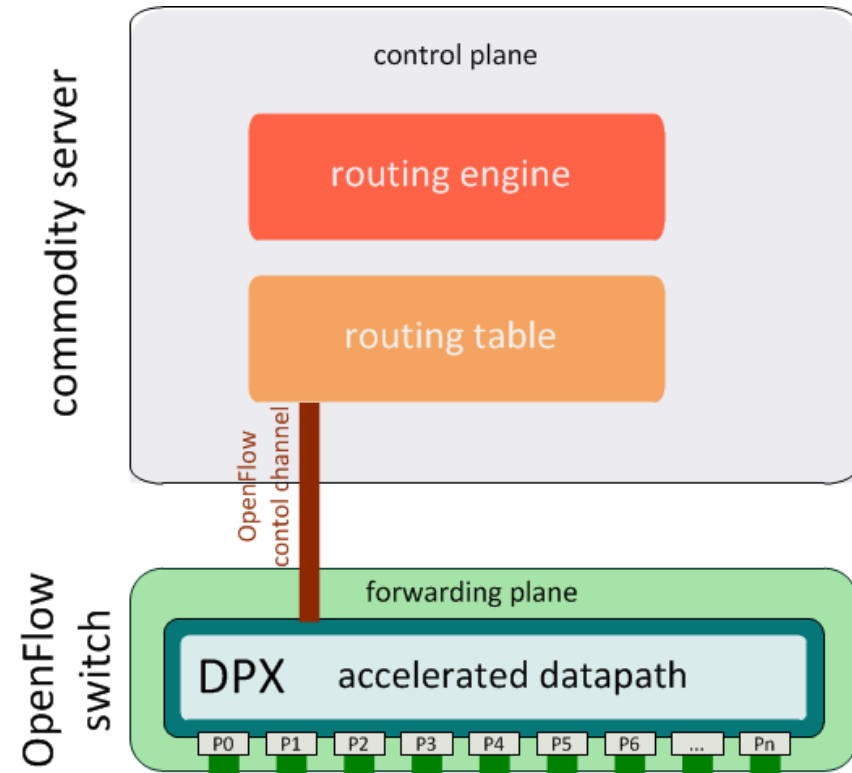 commodity server
control plane
routing engine
routing table
OpenFlow
contol channel
OpenFlow
switch
forwarding plane
DPX accelerated datapath
P0 P1 P2 P3 P4 P5 P6 ... Pn